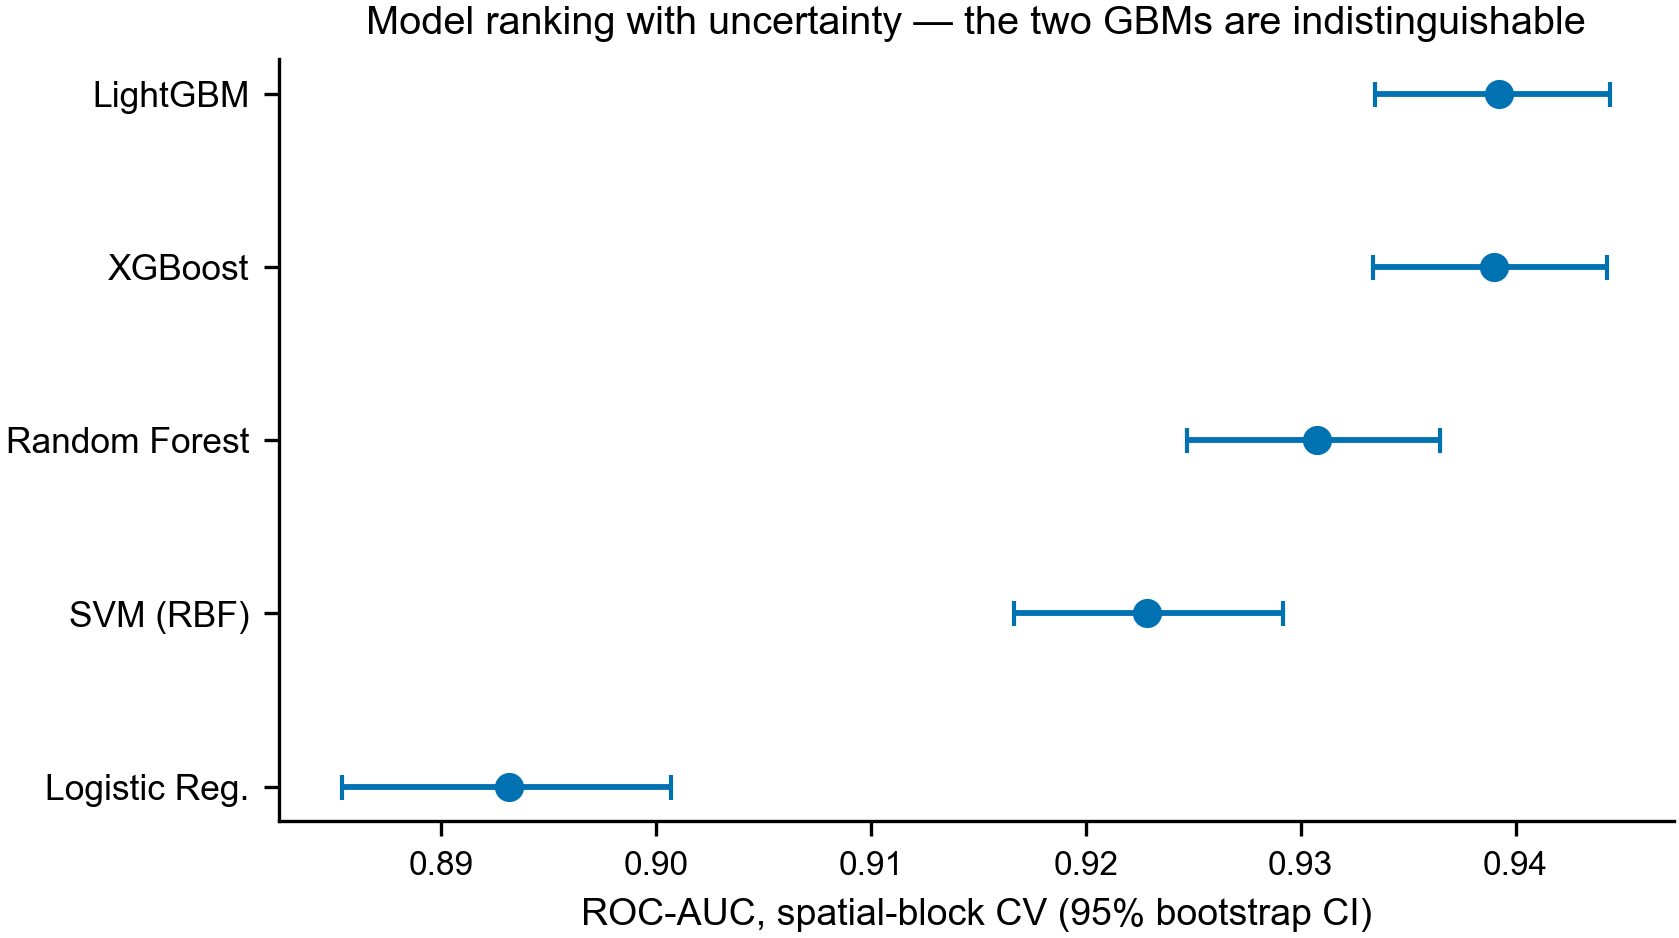 Model ranking with uncertainty — the two GBMs are indistinguishable
LightGBM
XGBoost
Random Forest
SVM (RBF)
Logistic Reg.
0.89 0.90 0.91 0.92 0.93 0.94
ROC-AUC, spatial-block CV (95% bootstrap CI)